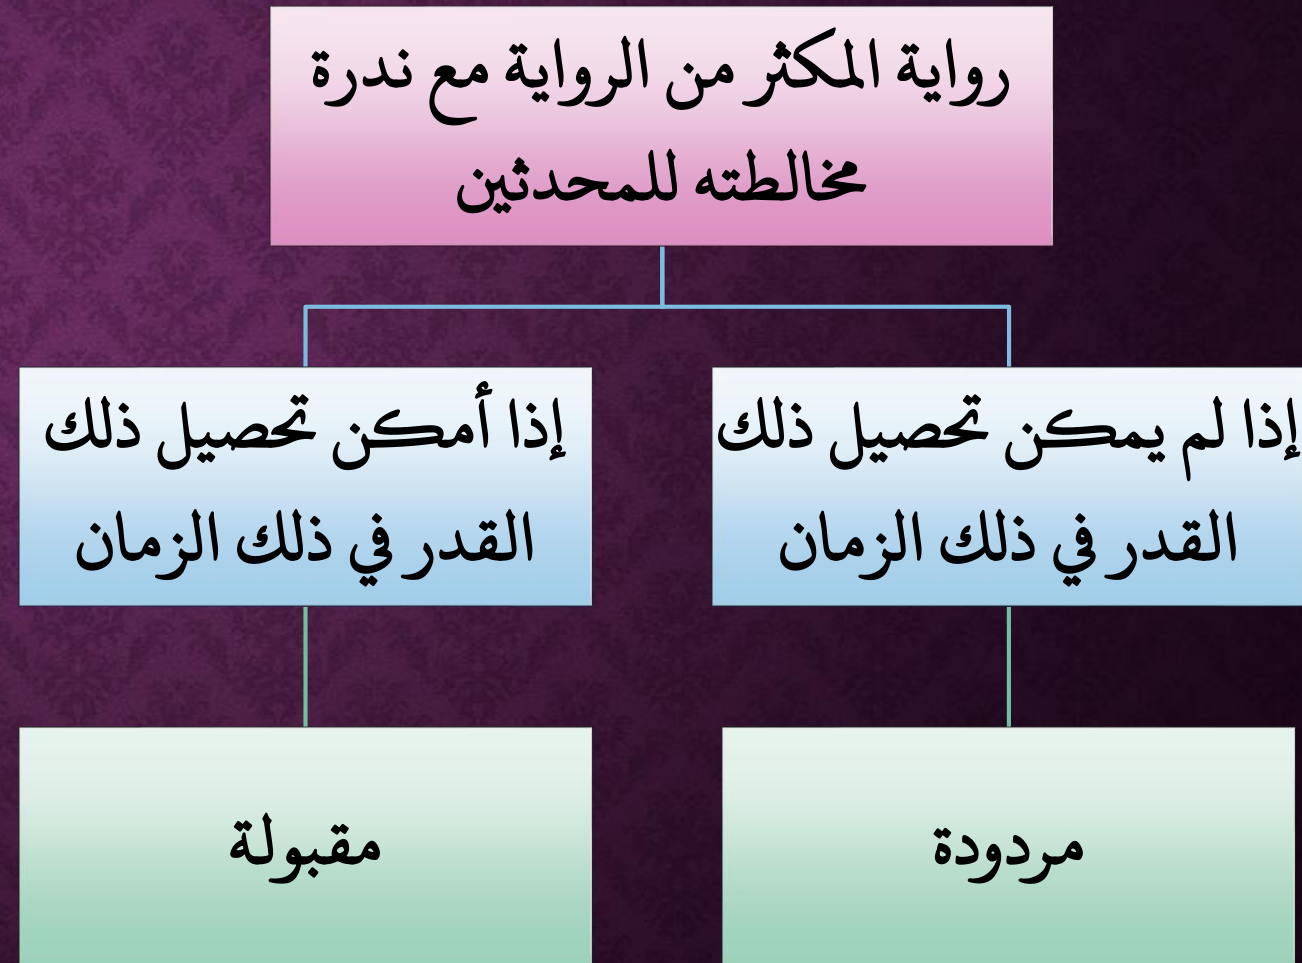 رواية المكثر من الرواية مع ندرة
مخالطته للمحدثين
إذا لم يمكن تحصيل ذلك
القدر في ذلك الزمان
إذا أمكن تحصيل ذلك
القدر في ذلك الزمان
مردودة
مقبولة